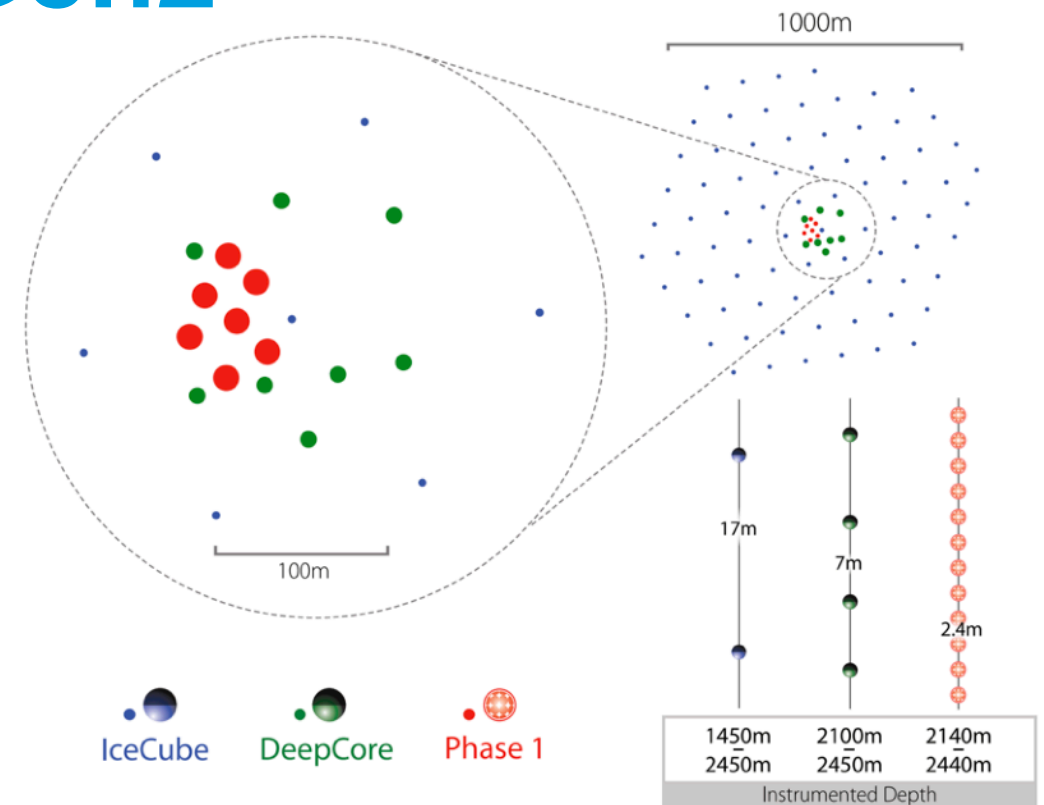 1000m
100m
17m
7m
2.4m
IceCube
DeepCore
Phase 1
1450m
–
2450m
2100m
–
2450m
2140m
–
2440m
Instrumented Depth